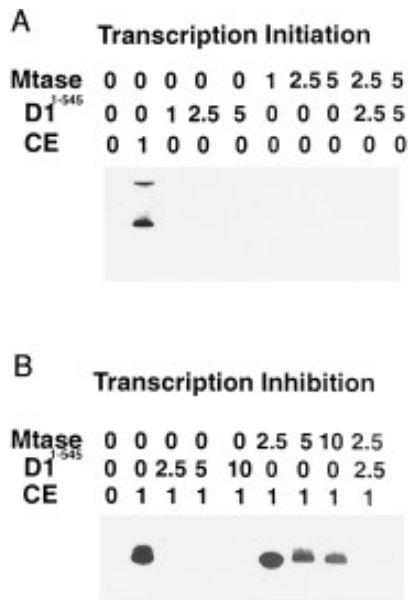 A
Transcription Initiation
Mtase 0 0 0 0 0 1 2.5 5 2.5 5
D1 1-545 0 0 1 2.5 5 0 0 0 2.5 5
CE 0 1 0 0 0 0 0 0 0 0
B
Transcription Inhibition
Mtase 0 0 0 0 0 2.5 5 10 2.5
D1 1-545 0 0 2.5 5 10 0 0 0 2.5
CE 0 1 1 1 1 1 1 1 1